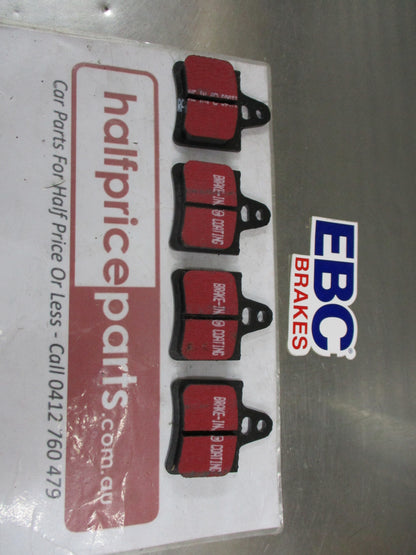 halfpriceparts.com.au
Car Parts For Half Price Or Less - Call 0412 760 479
BRAKE-IN ® COATING
BRAKE-IN ® COATING
BRAKE-IN ® COATING
EBC®
BRAKES